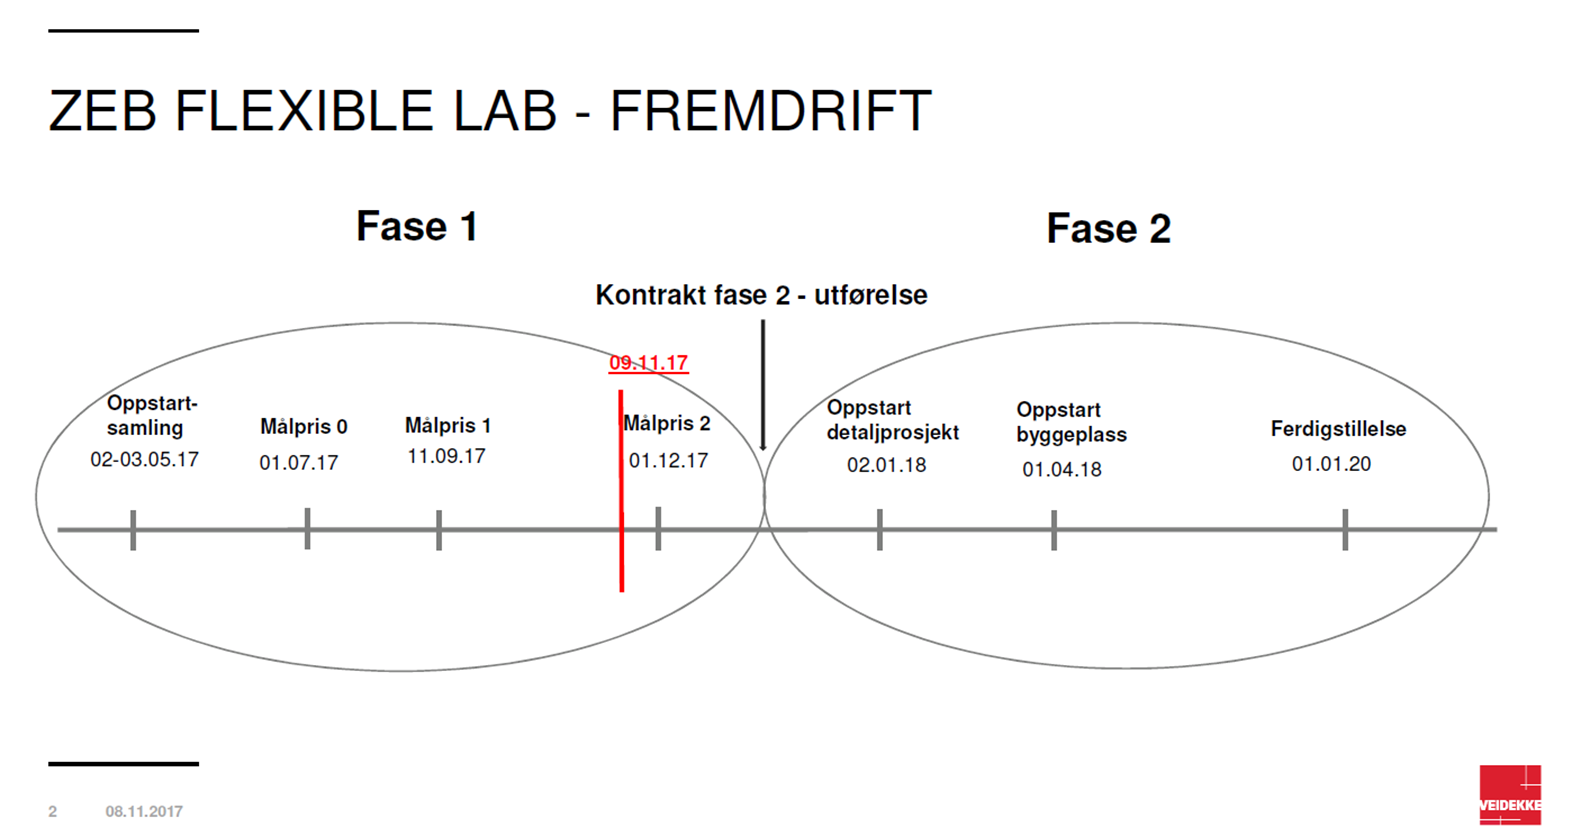 ZEB FLEXIBLE LAB - FREMDRIFT
Fase 1
Fase 2
Kontrakt fase 2 - utførelse
09.11.17
Oppstart-
samling
02-03.05.17
Målpris 0
01.07.17
Målpris 1
11.09.17
Målpris 2
01.12.17
Oppstart
detaljprosjekt
02.01.18
Oppstart
byggeplass
01.04.18
Ferdigstillelse
01.01.20
2 08.11.2017
VEIDEKKE